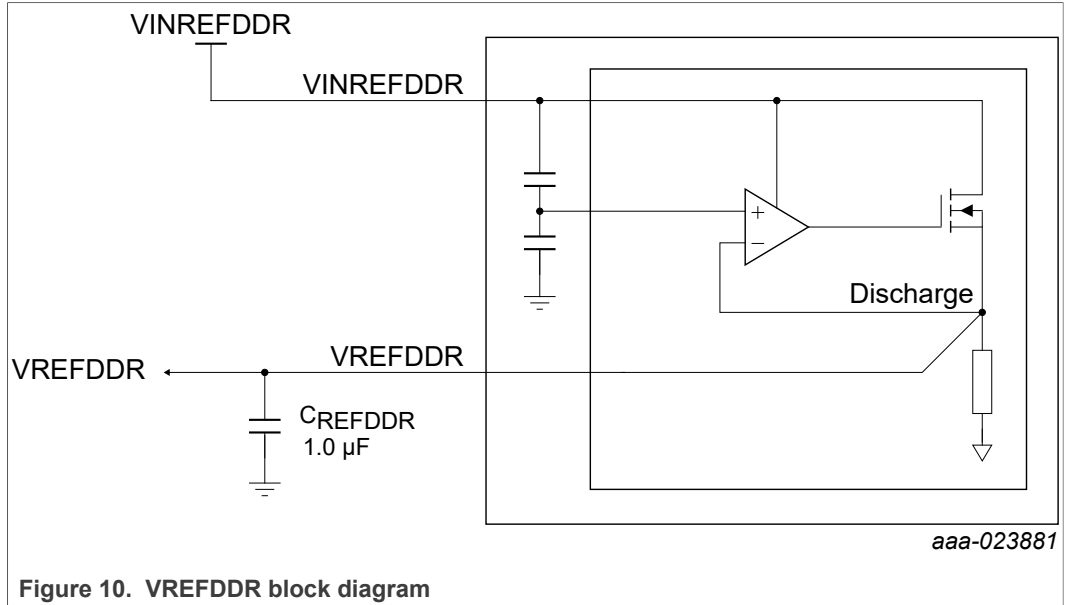 VINREFDDR
VINREFDDR
+
−
Discharge
VREFDDR
VREFDDR
CREFDDR
1.0 µF
aaa-023881
Figure 10. VREFDDR block diagram